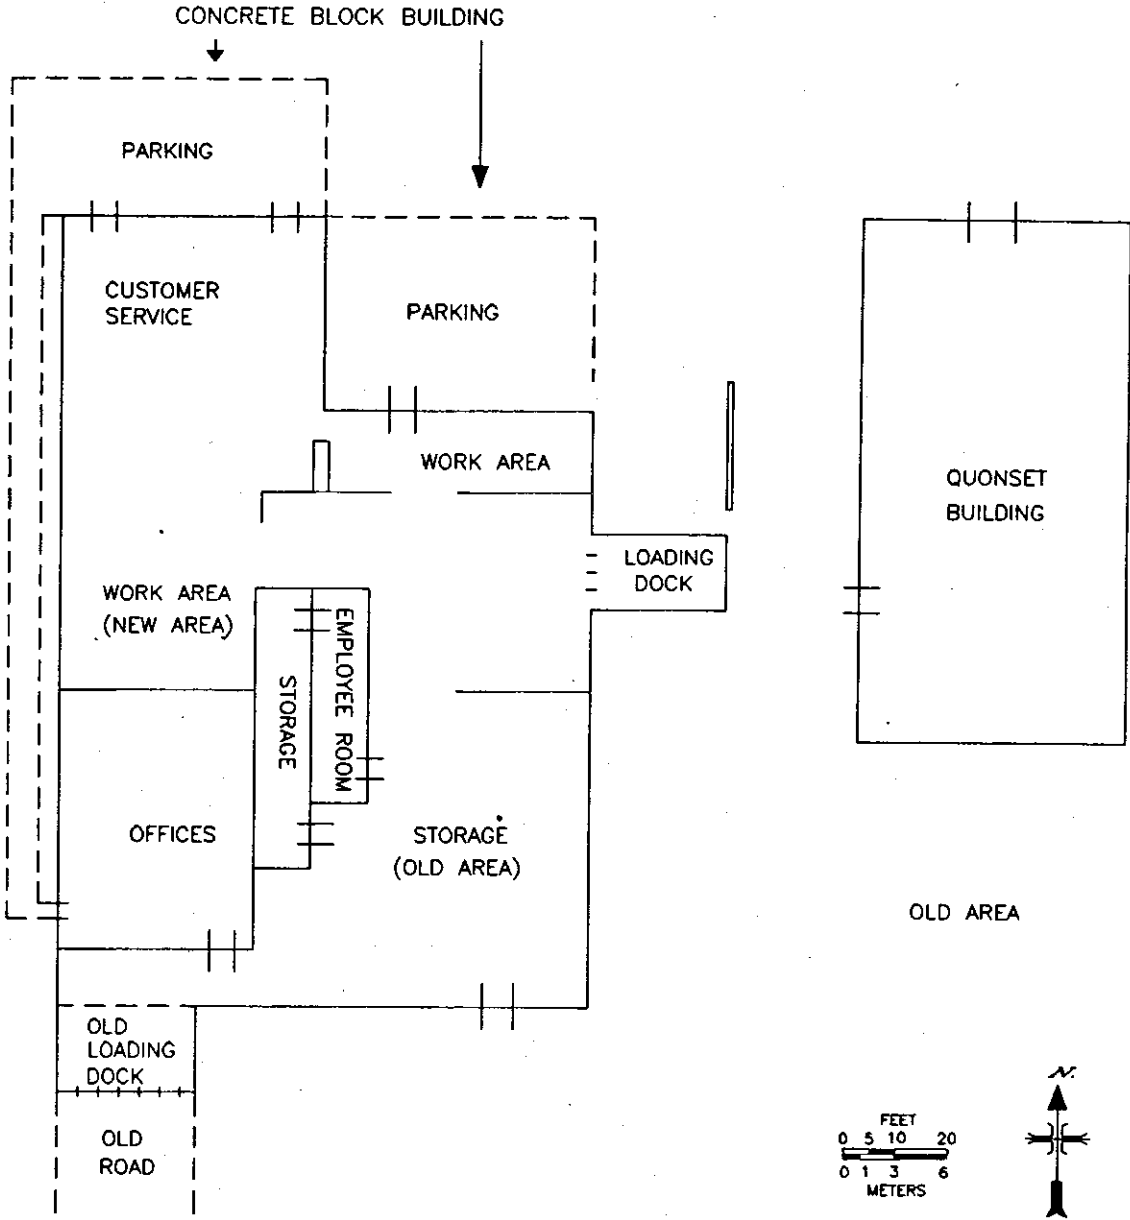 CONCRETE BLOCK BUILDING
PARKING
CUSTOMER
SERVICE
PARKING
WORK AREA
QUONSET
BUILDING
LOADING
DOCK
WORK AREA
(NEW AREA)
EMPLOYEE ROOM
STORAGE
OFFICES
STORAGE
(OLD AREA)
OLD AREA
OLD
LOADING
DOCK
OLD
ROAD
FEET
0 5 10 20
0 1 3 6
METERS
N.